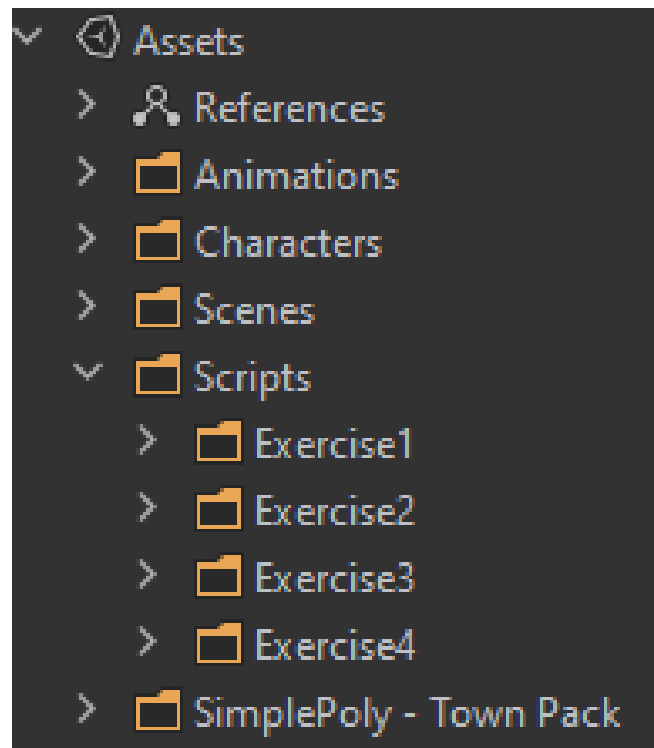 Assets
References
Animations
Characters
Scenes
Scripts
Exercise1
Exercise2
Exercise3
Exercise4
SimplePoly - Town Pack